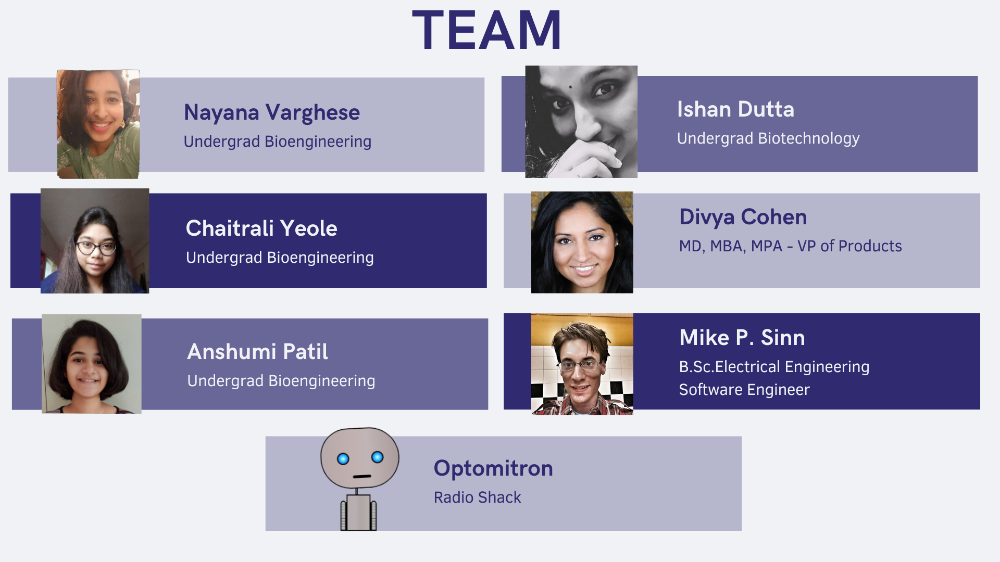 TEAM
Nayana Varghese
Undergrad Bioengineering
Ishan Dutta
Undergrad Biotechnology
Chaitrali Yeole
Undergrad Bioengineering
Divya Cohen
MD, MBA, MPA - VP of Products
Anshumi Patil
Undergrad Bioengineering
Mike P. Sinn
B.Sc.Electrical Engineering
Software Engineer
Optomitron
Radio Shack